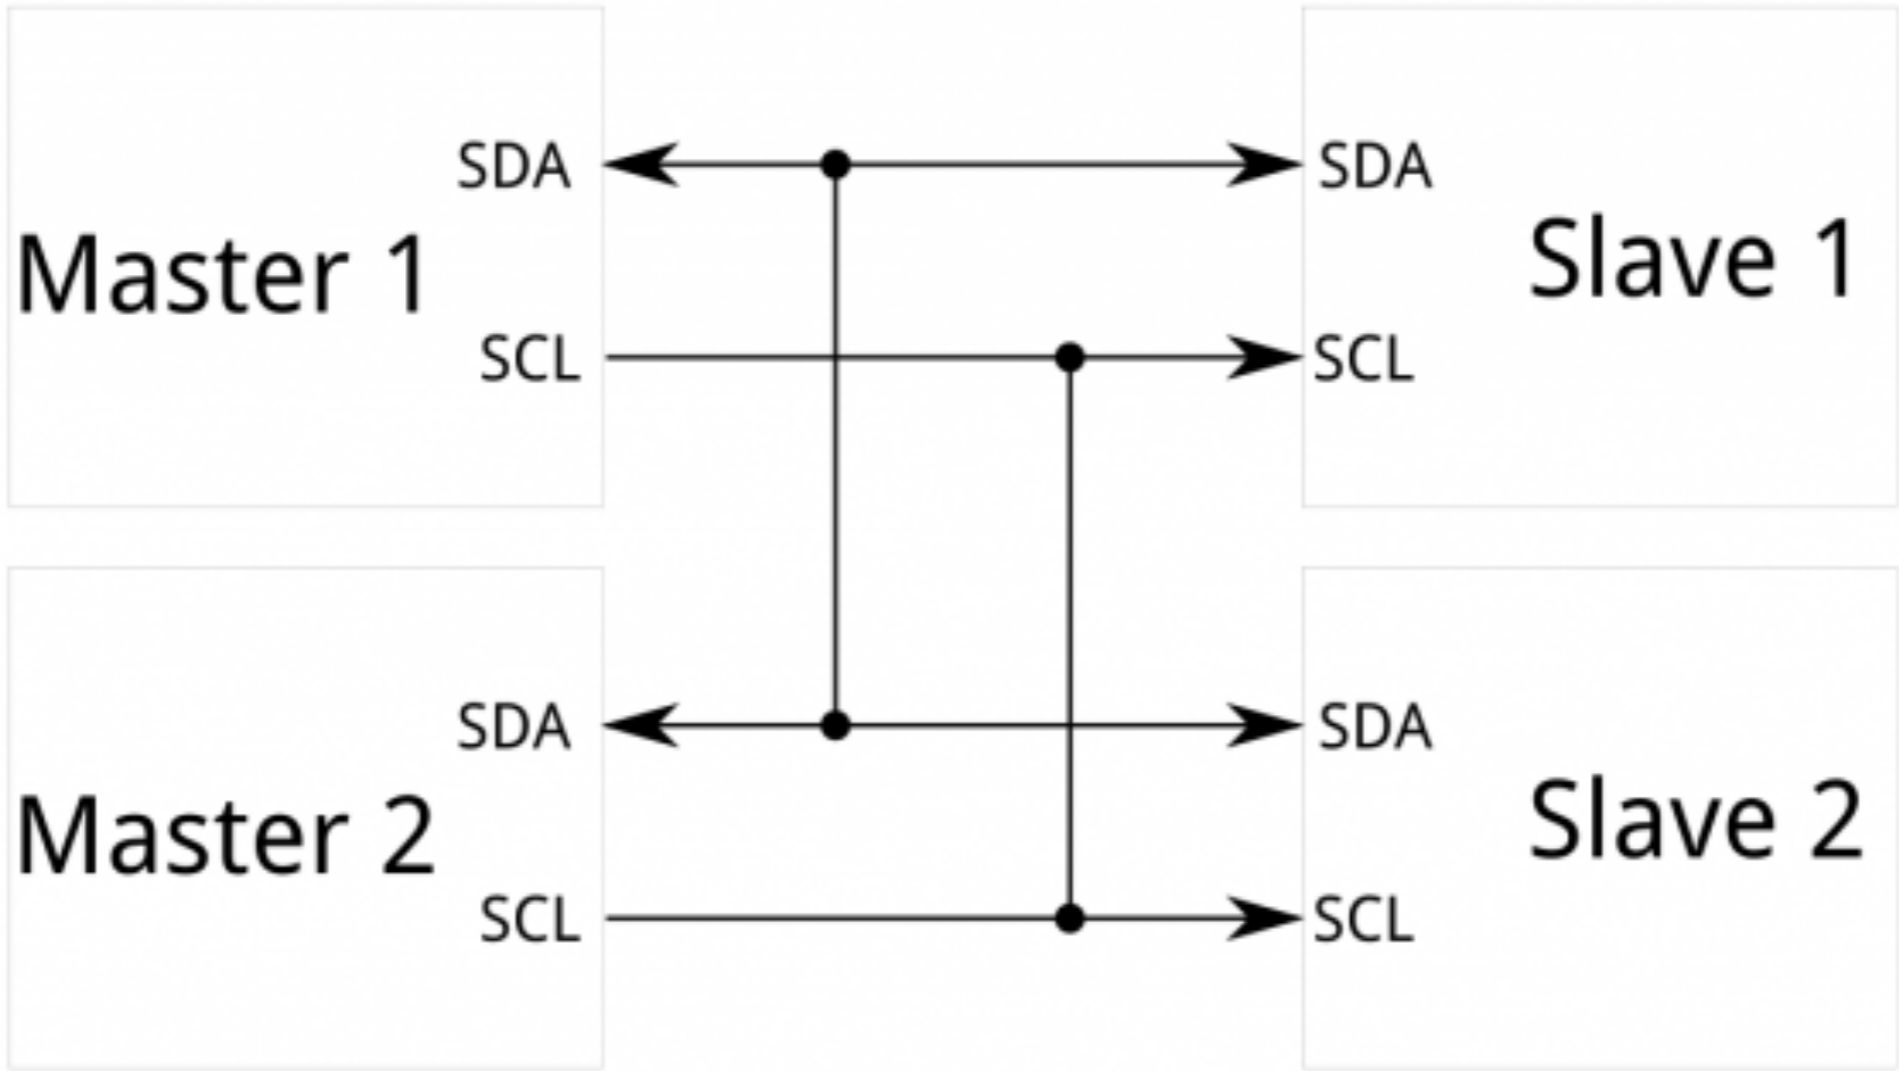 SDA
Master 1
SCL
SDA
Slave 1
SCL
SDA
Master 2
SCL
SDA
Slave 2
SCL